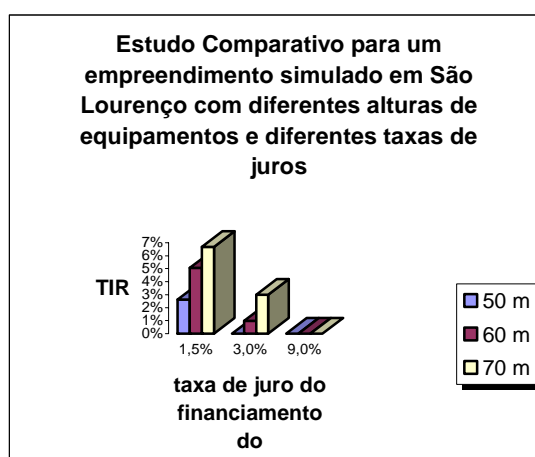 Estudo Comparativo para um
empreendimento simulado em São
Lourenço com diferentes alturas de
equipamentos e diferentes taxas de
juros
7%
6%
5%
4%
3%
2%
1%
0%
TIR
1,5% 3,0% 9,0%
taxa de juro do
financiamento
do
50 m
60 m
70 m